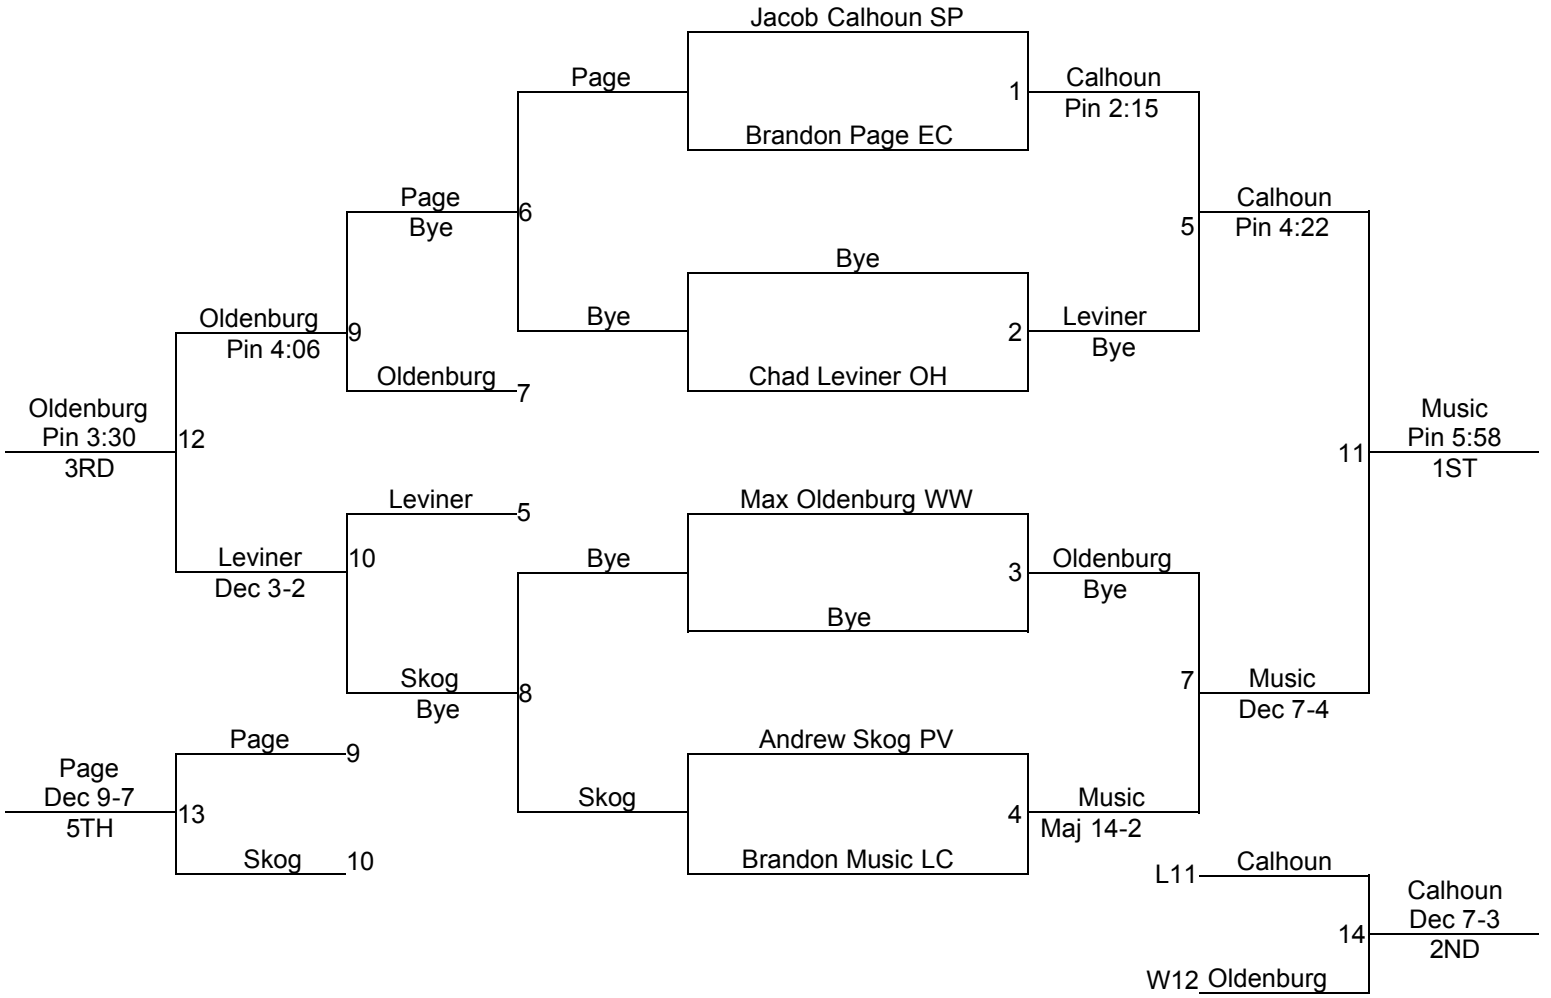 Jacob Calhoun SP
Page
1
Calhoun
Pin 2:15
Brandon Page EC
Page
Bye
6
Calhoun
Pin 4:22
5
Bye
Bye
2
Leviner
Bye
Chad Leviner OH
Oldenburg
Pin 4:06
9
Oldenburg
7
Oldenburg
Pin 3:30
3RD
12
Music
Pin 5:58
1ST
11
Leviner
5
Max Oldenburg WW
Leviner
Dec 3-2
10
Bye
3
Oldenburg
Bye
Bye
Skog
Bye
8
7
Music
Dec 7-4
Page
9
Andrew Skog PV
Page
Dec 9-7
5TH
13
Skog
4
Music
Maj 14-2
Skog
10
Brandon Music LC
L11
Calhoun
Calhoun
Dec 7-3
2ND
14
W12
Oldenburg